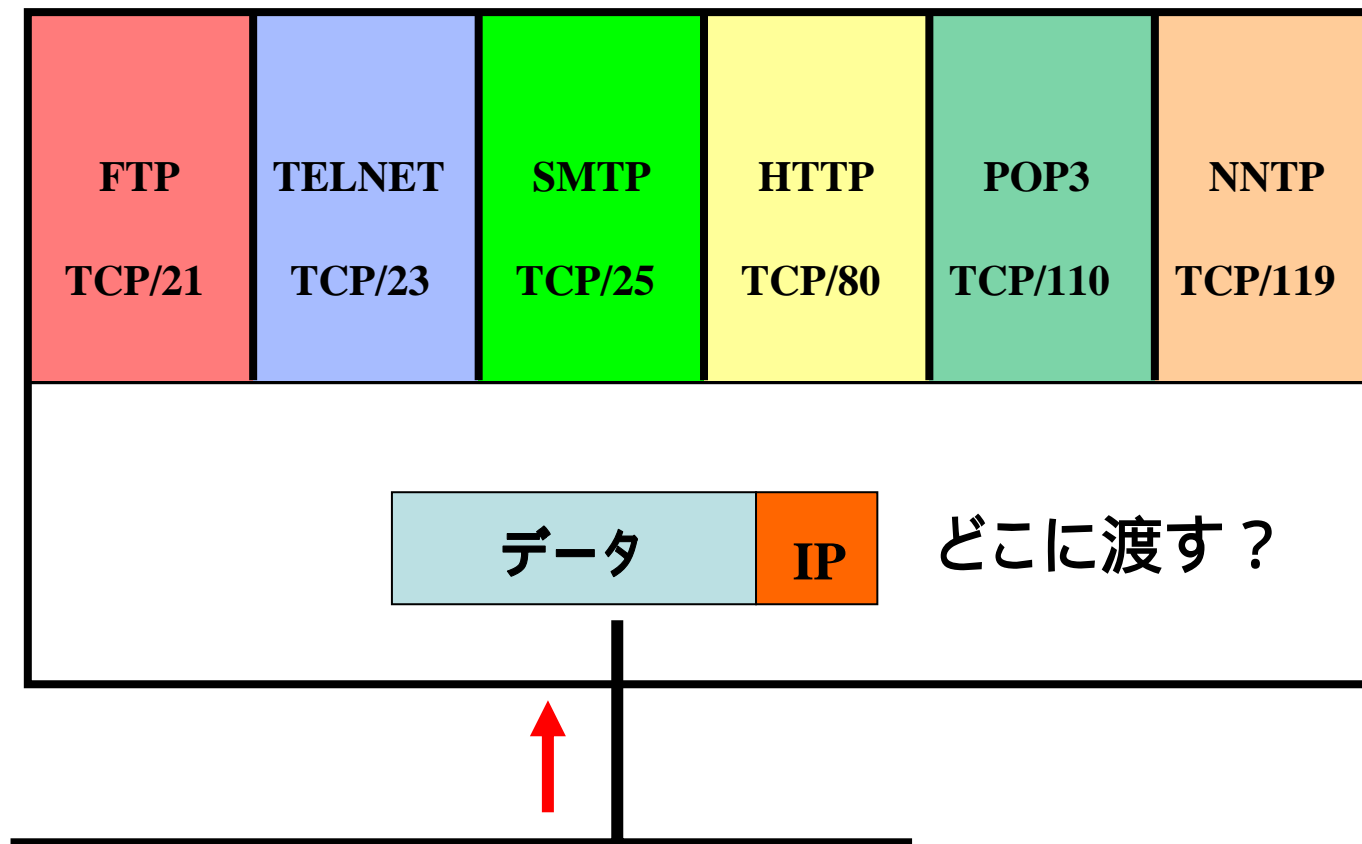 FTP TELNET SMTP HTTP POP3 NNTP
TCP/21 TCP/23 TCP/25 TCP/80 TCP/110 TCP/119
データ IP どこに渡す？